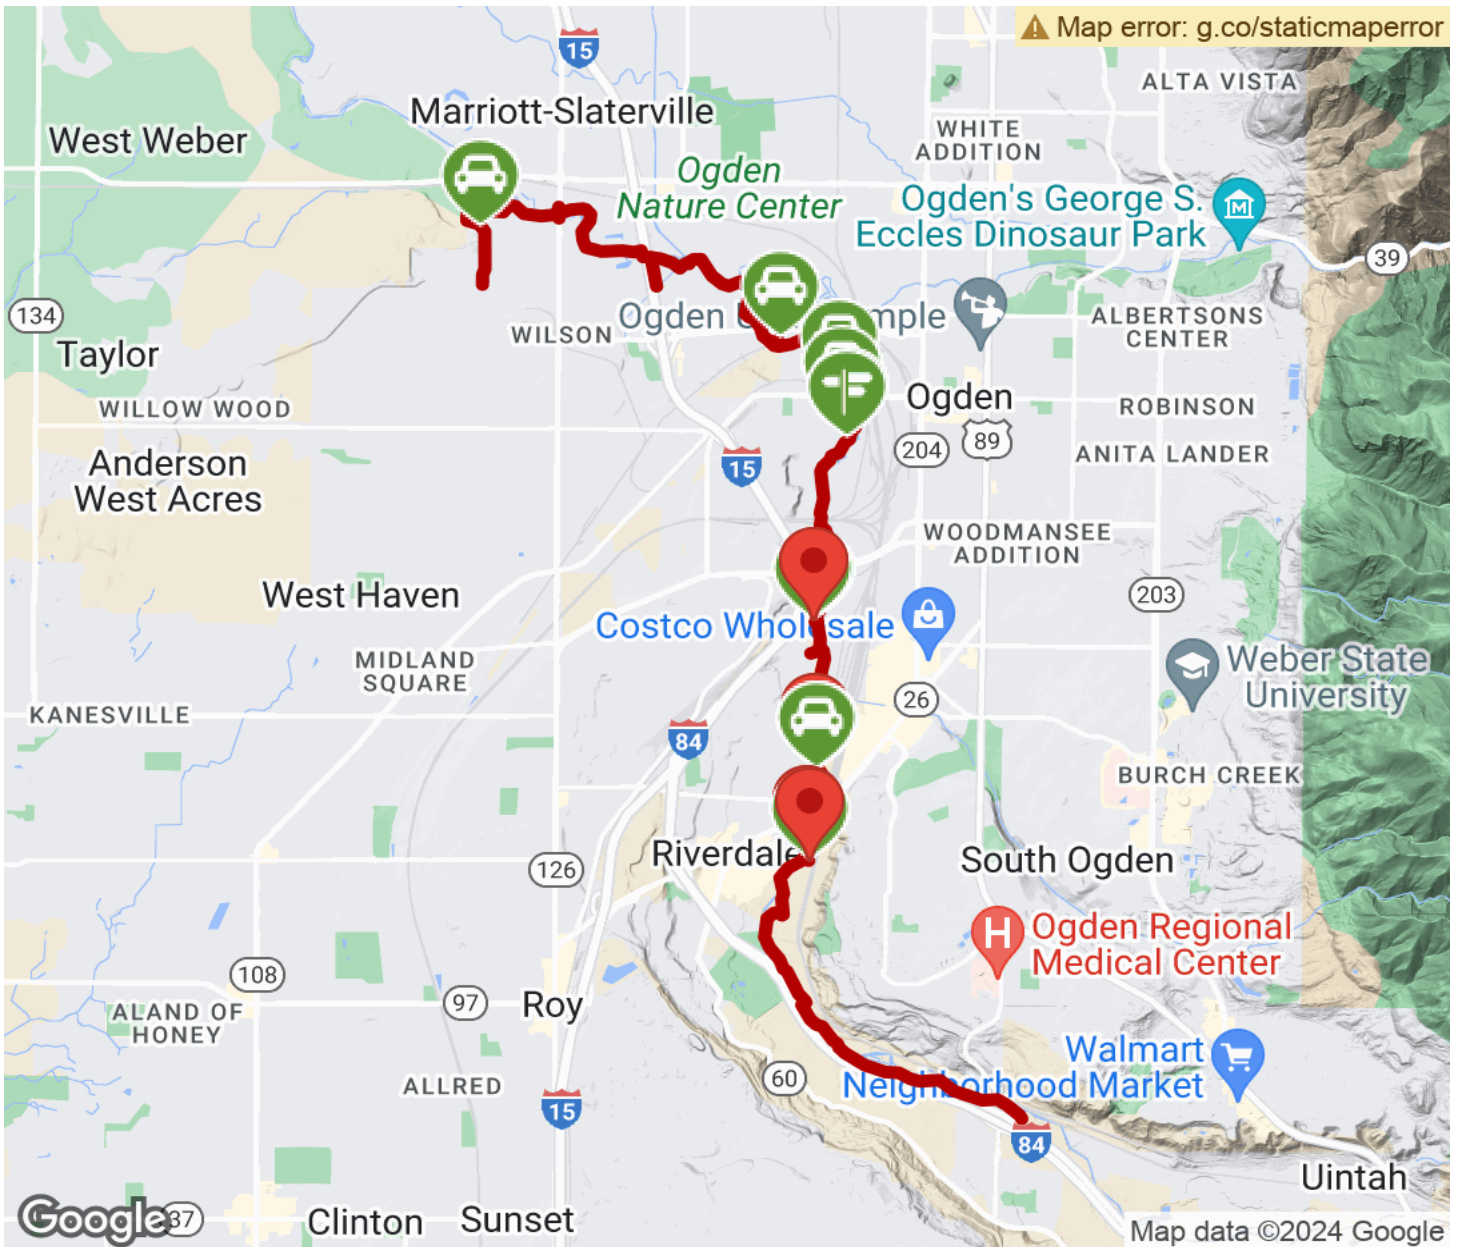 Map error: g.co/staticmaperror
15
ALTA VISTA
Marriott-Slaterville
West Weber
WHITE
ADDITION
Ogden
Nature Center
Ogden's George S.
Eccles Dinosaur Park
M
39
134
Ogden
mple
WILSON
ALBERTSONS
CENTER
Taylor
WILLOW WOOD
Ogden
ROBINSON
204
89
ANITA LANDER
Anderson
West Acres
15
WOODMANSEE
ADDITION
West Haven
203
Costco Wholesale
MIDLAND
SQUARE
Weber State
University
26
KANESVILLE
84
BURCH CREEK
Riverdale
South Ogden
126
H
Ogden Regional
Medical Center
108
97
Roy
ALAND OF
HONEY
Walmart
Neighborhood Market
ALLRED
60
15
84
Uintah
Google
37
Clinton
Sunset
Map data ©2024 Google